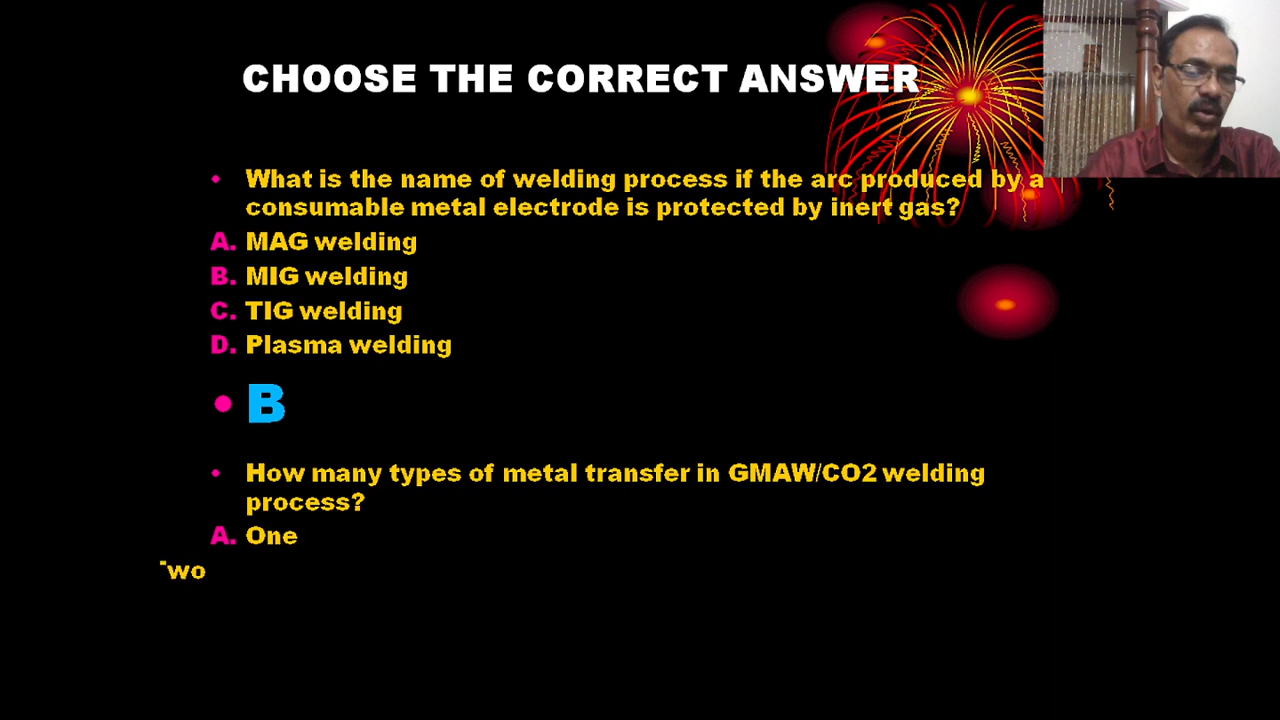 CHOOSE THE CORRECT ANSWER
• What is the name of welding process if the arc produced by a
consumable metal electrode is protected by inert gas?
A. MAG welding
B. MIG welding
C. TIG welding
D. Plasma welding
• B
• How many types of metal transfer in GMAW/CO2 welding
process?
A. One
wo